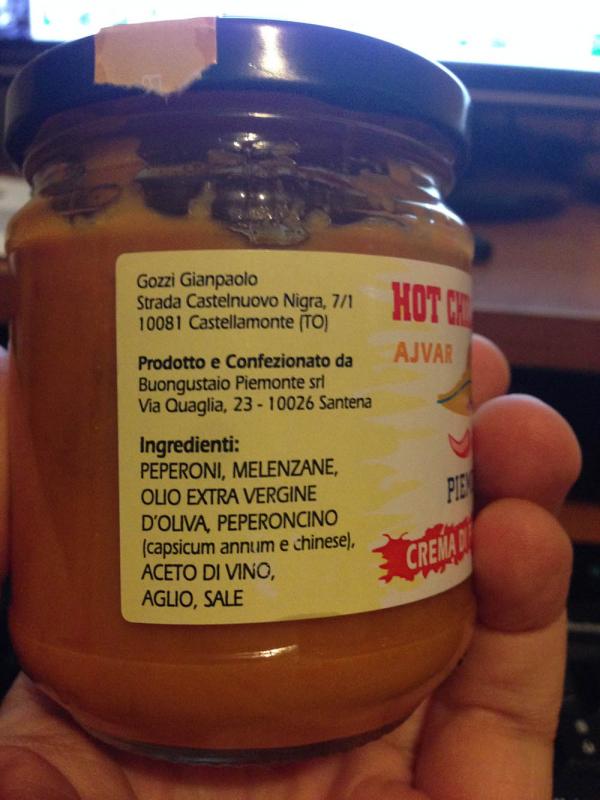 Gozzi Gianpaolo
Strada Castelnuovo Nigra, 7/1
10081 Castellamonte (TO)
Prodotto e Confezionato da
Buongustaio Piemonte srl
Via Quaglia, 23 - 10026 Santena
Ingredienti:
PEPERONI, MELENZANE,
OLIO EXTRA VERGINE
D'OLIVA, PEPERONCINO
(capsicum annum e chinese),
ACETO DI VINO,
AGLIO, SALE
HOT
AJVAR
CREMA